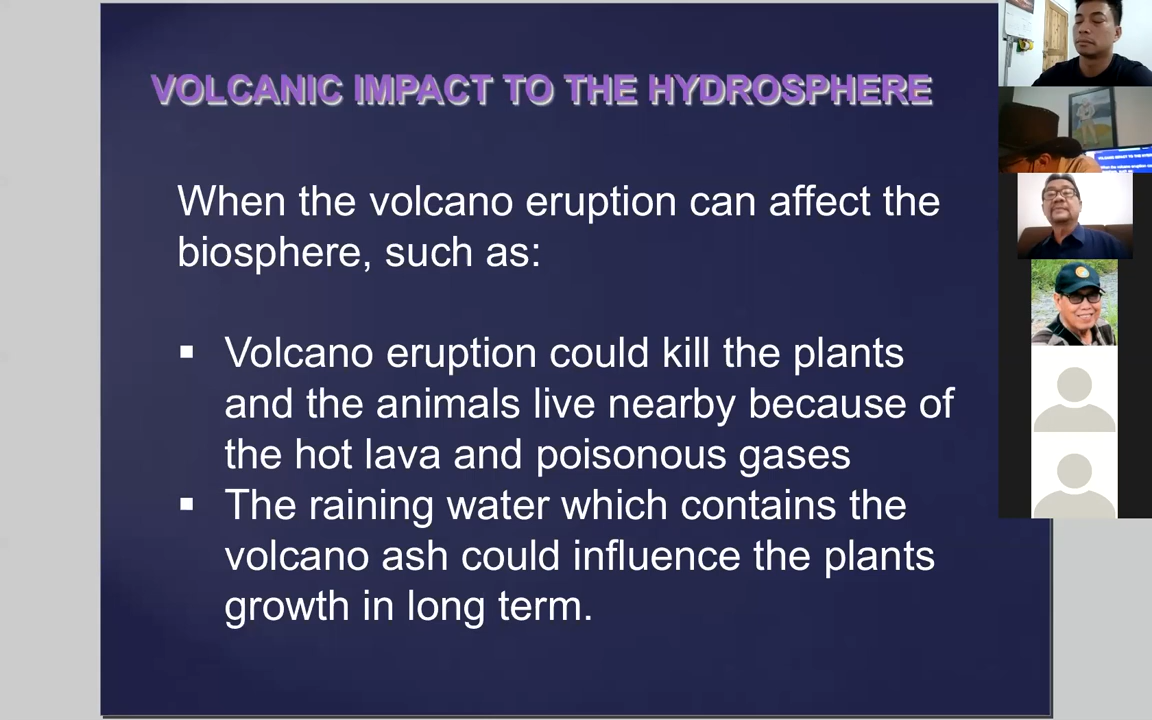 VOLCANIC IMPACT TO THE HYDROSPHERE
When the volcano eruption can affect the
biosphere, such as:
▪ Volcano eruption could kill the plants
and the animals live nearby because of
the hot lava and poisonous gases
▪ The raining water which contains the
volcano ash could influence the plants
growth in long term.